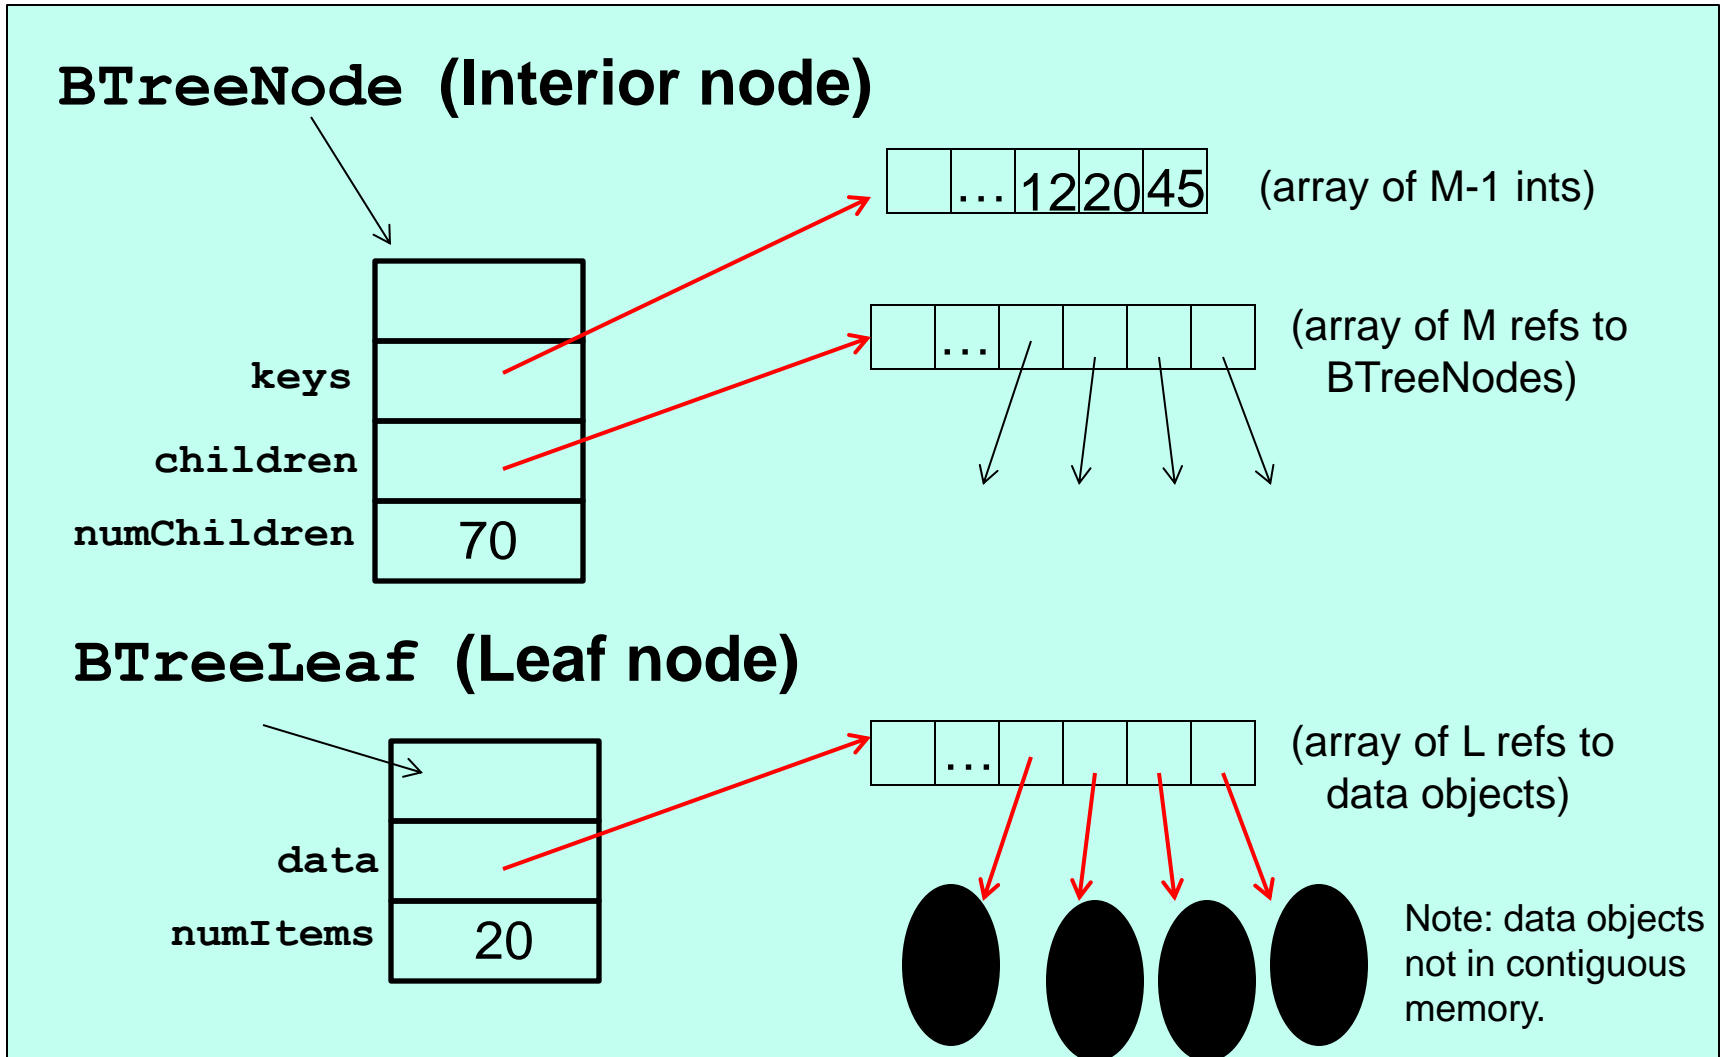 BTreeNode (Interior node)
… 12 20 45
(array of M-1 ints)
…
(array of M refs to
BTreeNodes)
keys
children
numChildren
70
BTreeLeaf (Leaf node)
…
(array of L refs to
data objects)
data
numItems
20
Note: data objects
not in contiguous
memory.